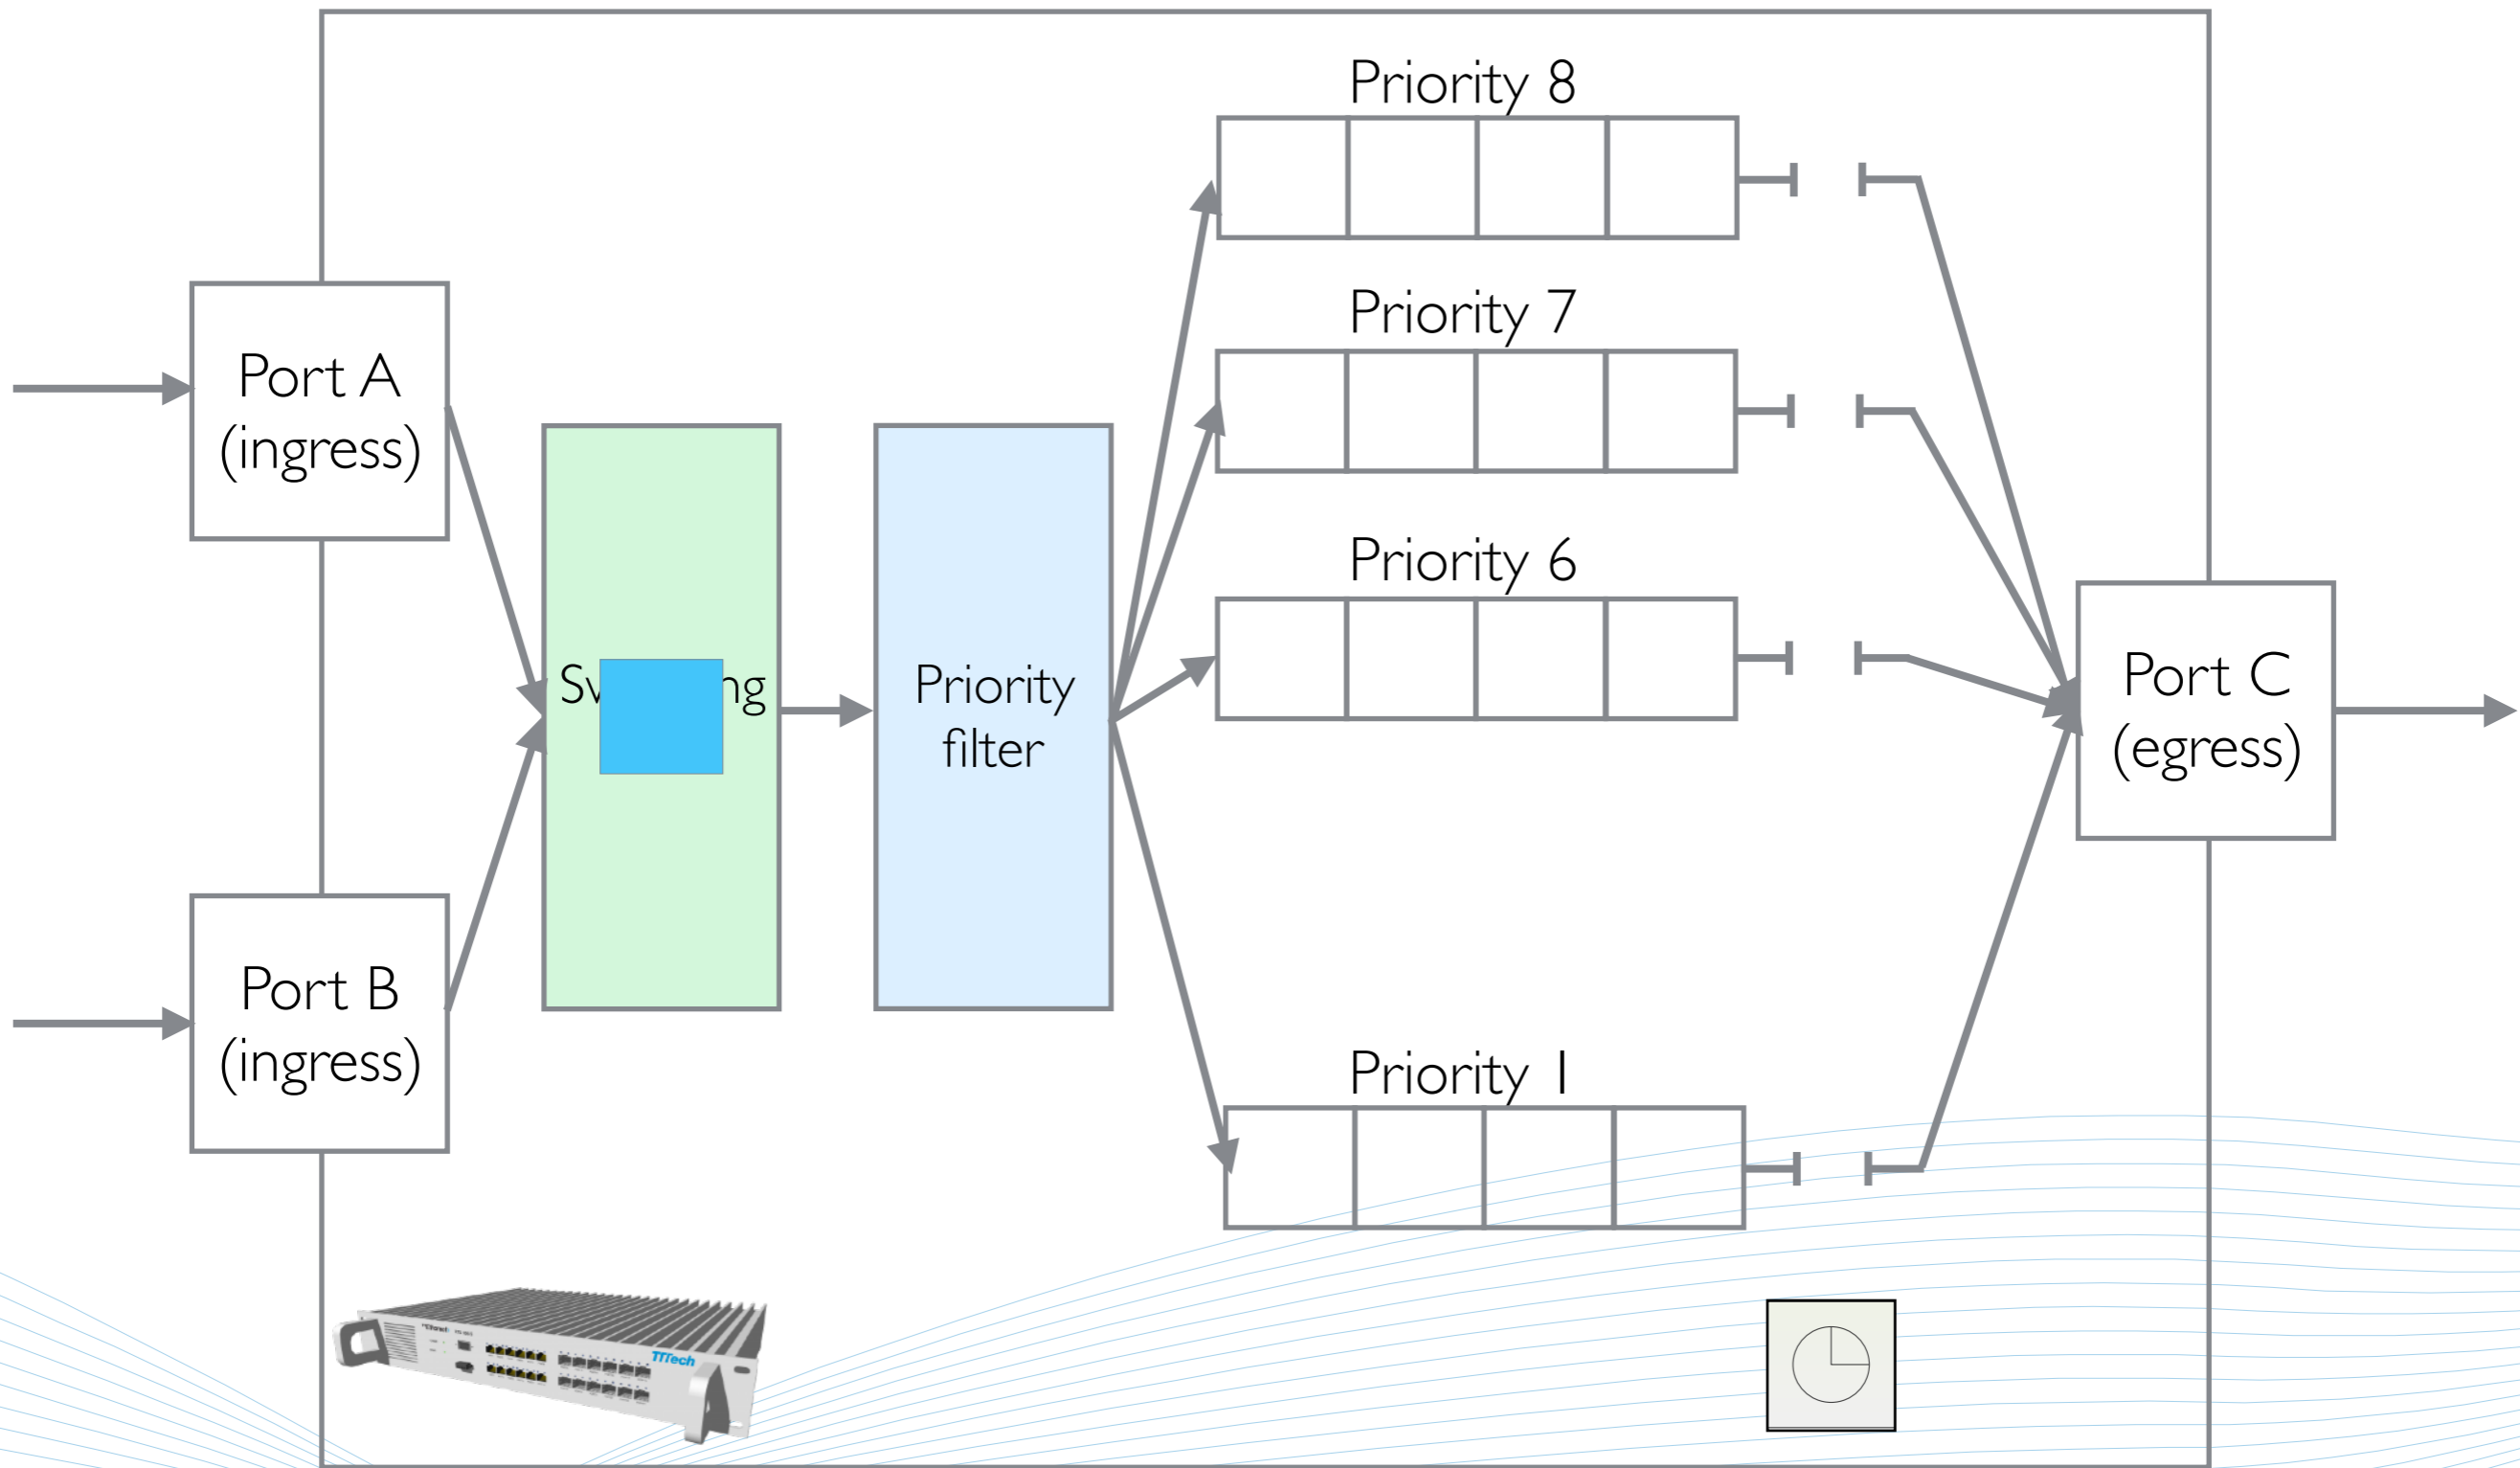 Priority 8
Priority 7
Port A
(ingress)
Priority 6
Priority
filter
Port C
(egress)
Port B
(ingress)
Priority 1
TTTech